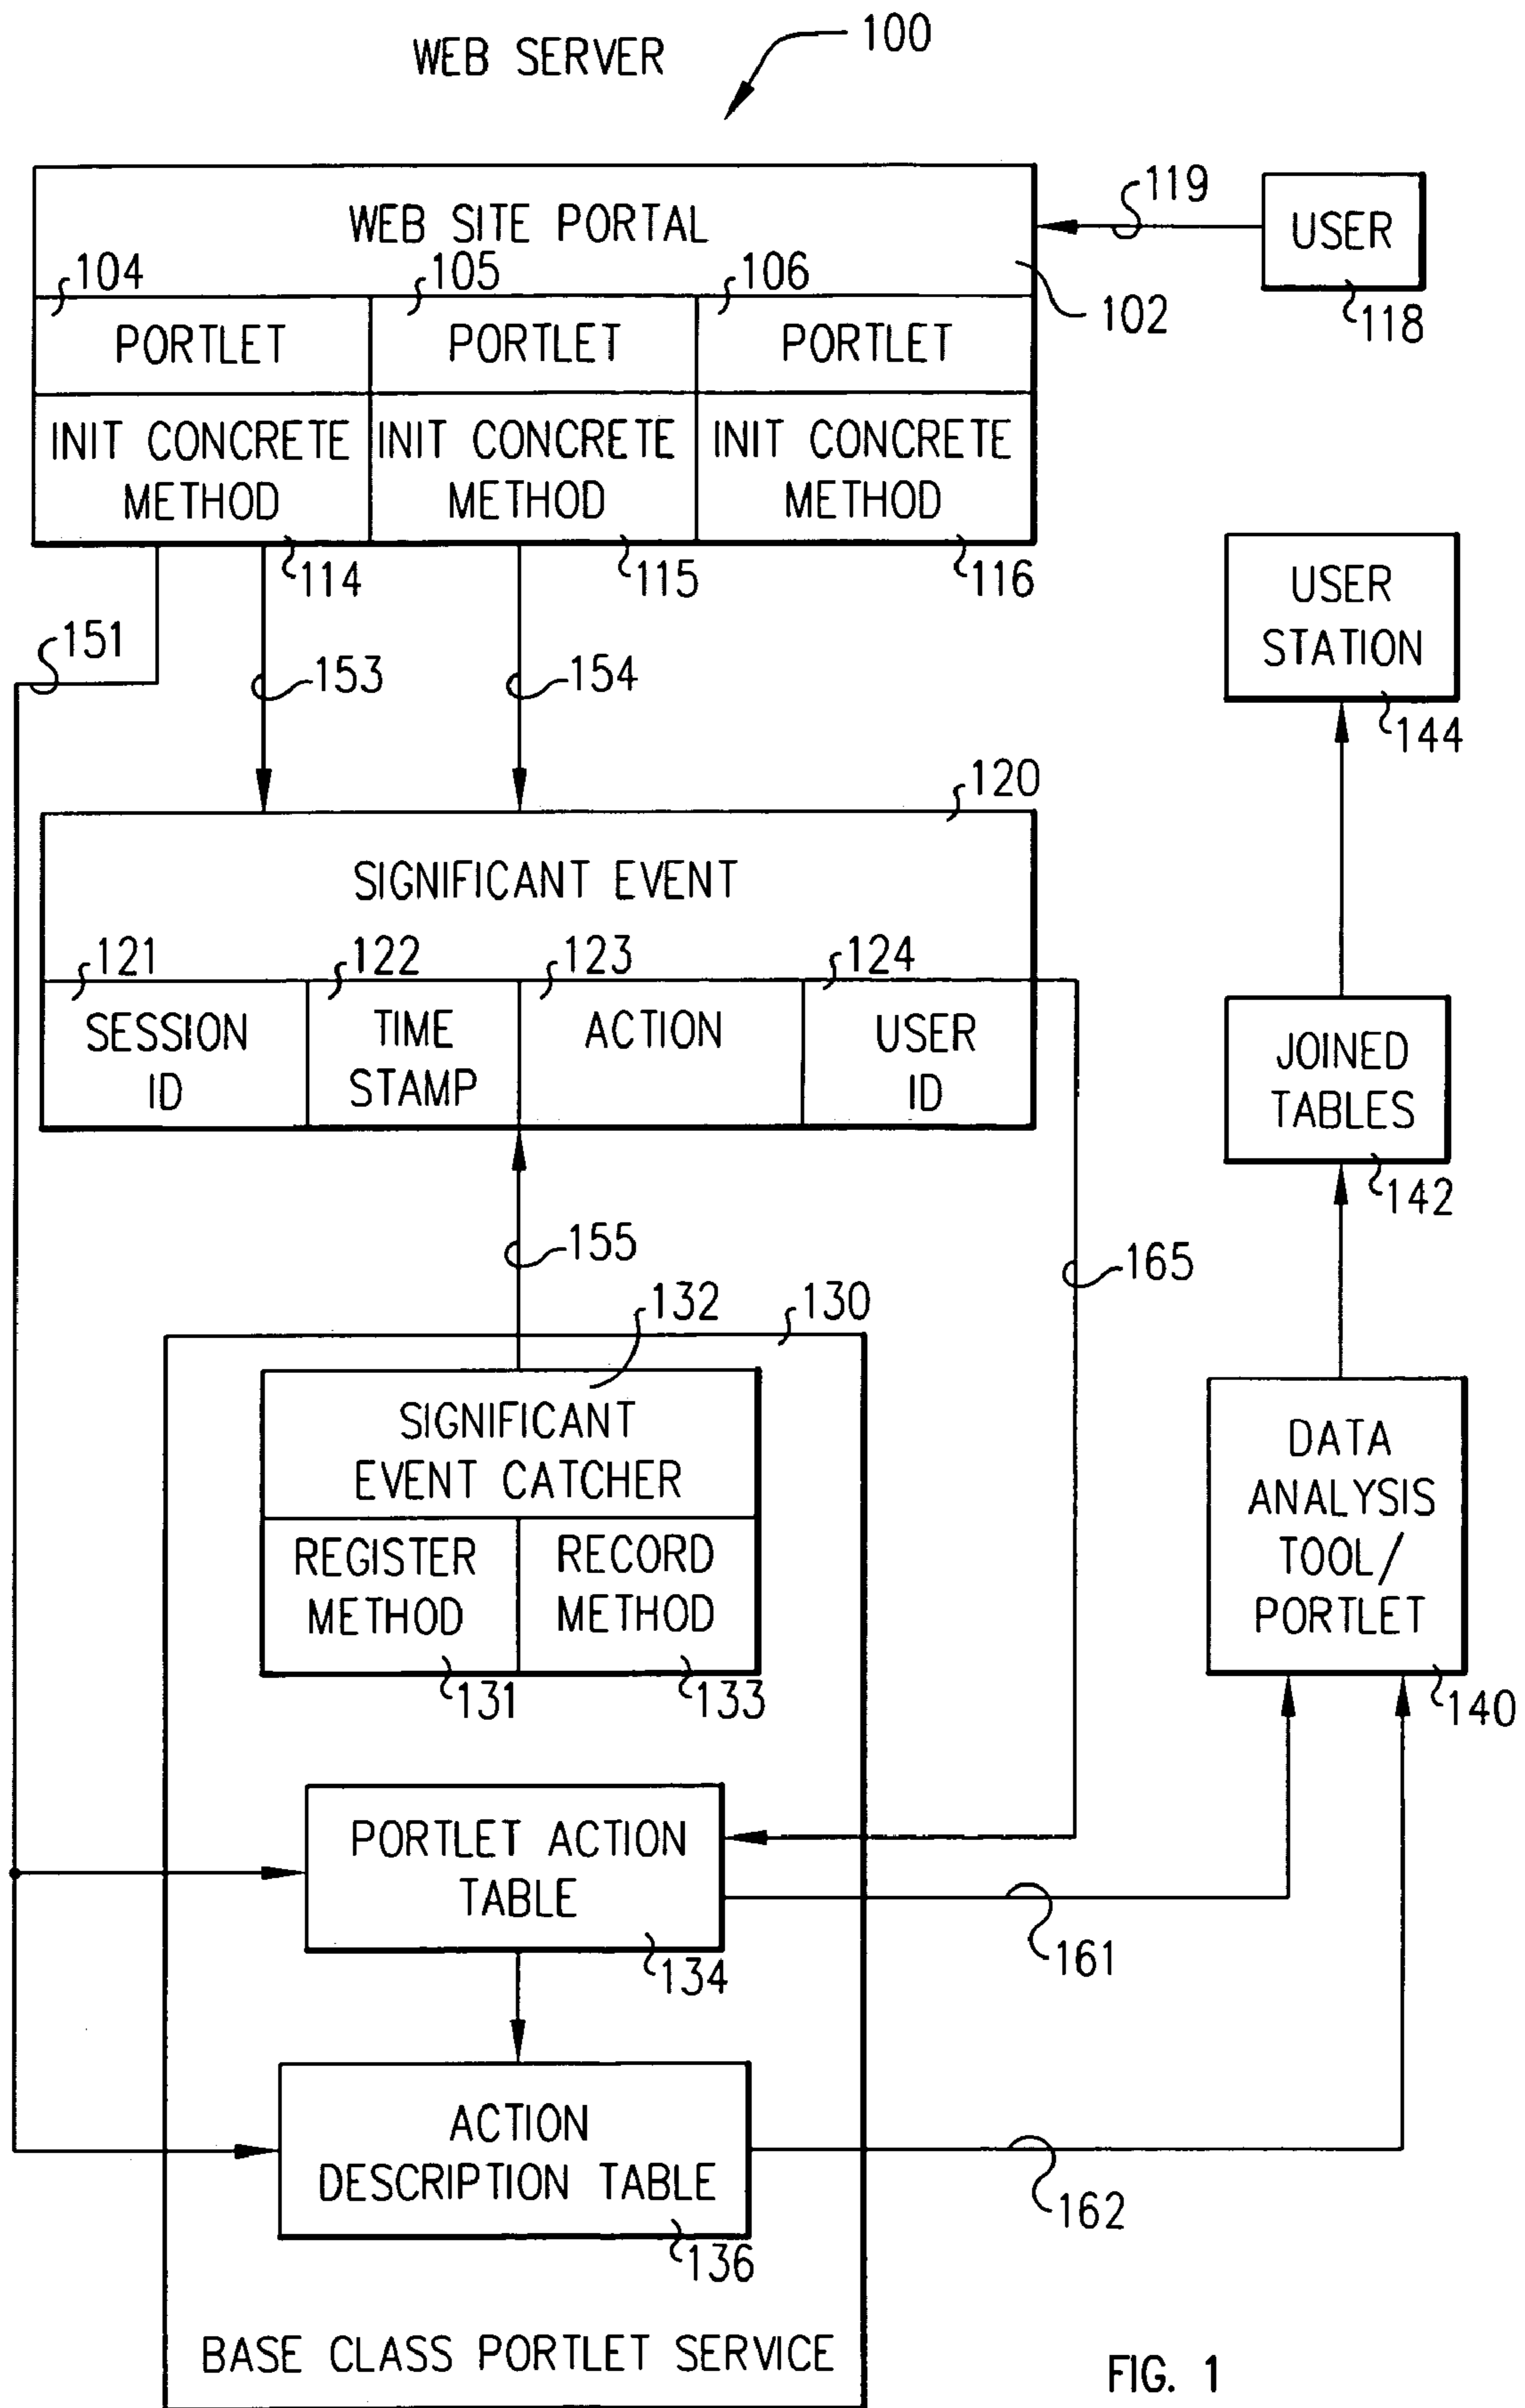 WEB SERVER
100
WEB SITE PORTAL
119
USER
118
104
105
106
102
PORTLET
PORTLET
PORTLET
INIT CONCRETE METHOD
INIT CONCRETE METHOD
INIT CONCRETE METHOD
114
115
116
151
153
154
USER
STATION
144
120
SIGNIFICANT EVENT
121
122
123
124
SESSION ID
TIME STAMP
ACTION
USER ID
JOINED
TABLES
142
155
165
132
130
SIGNIFICANT
EVENT CATCHER
REGISTER METHOD
RECORD METHOD
131
133
DATA
ANALYSIS
TOOL/
PORTLET
140
PORTLET ACTION
TABLE
134
161
ACTION
DESCRIPTION TABLE
136
162
BASE CLASS PORTLET SERVICE
FIG. 1